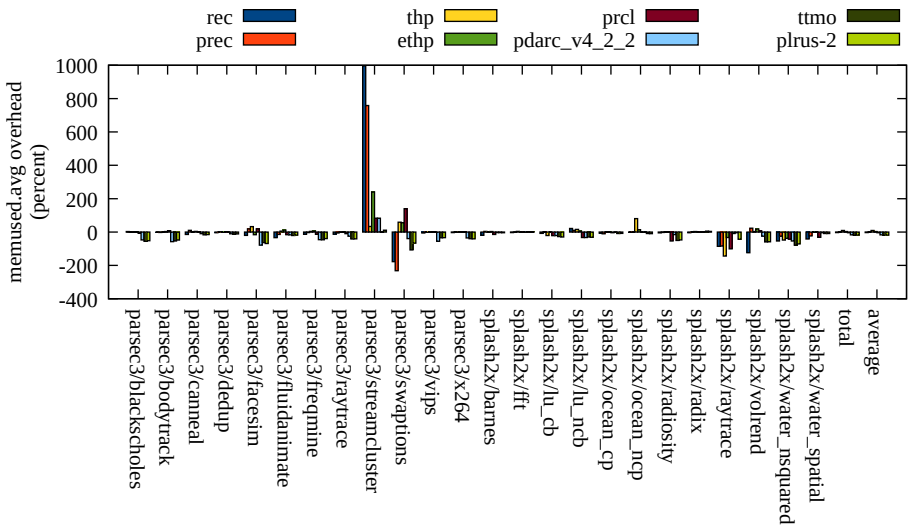 rec thp prcl ttmo
prec ethp pdarc_v4_2_2 plrus-2
memused.avg overhead
(percent)
1000
800
600
400
200
0
-200
-400
parsec3/blackscholes
parsec3/bodytrack
parsec3/canneal
parsec3/dedup
parsec3/facesim
parsec3/fluidanimate
parsec3/freqmine
parsec3/raytrace
parsec3/streamcluster
parsec3/swaptions
parsec3/vips
parsec3/x264
splash2x/barnes
splash2x/fft
splash2x/lu_cb
splash2x/lu_ncb
splash2x/ocean_cp
splash2x/ocean_ncp
splash2x/radiosity
splash2x/radix
splash2x/raytrace
splash2x/volrend
splash2x/water_nsquared
splash2x/water_spatial
total
average